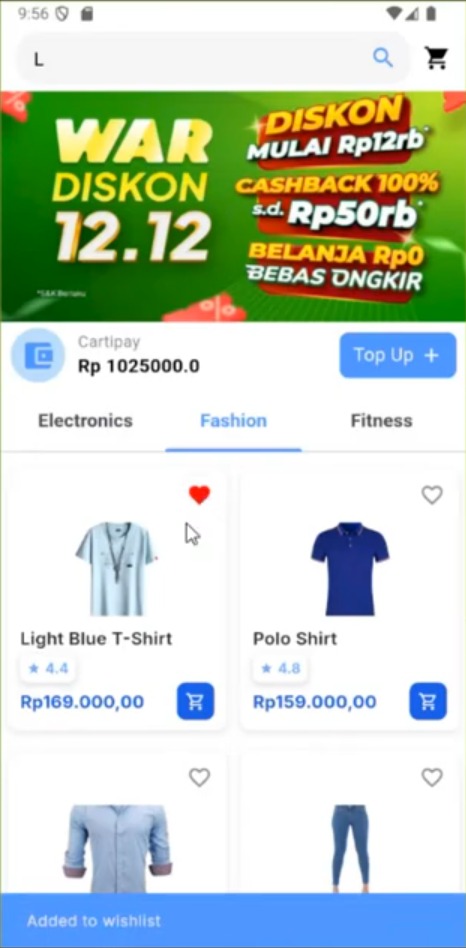 9:56
L
WAR
DISKON
12.12
*S&K Berlaku
DISKON
MULAI Rp12rb*
CASHBACK 100%
s.d. Rp50rb*
BELANJA Rp0
BEBAS ONGKIR
Cartipay
Rp 1025000.0
Top Up +
Electronics
Fashion
Fitness
Light Blue T-Shirt
★ 4.4
Rp169.000,00
Polo Shirt
★ 4.8
Rp159.000,00
Added to wishlist